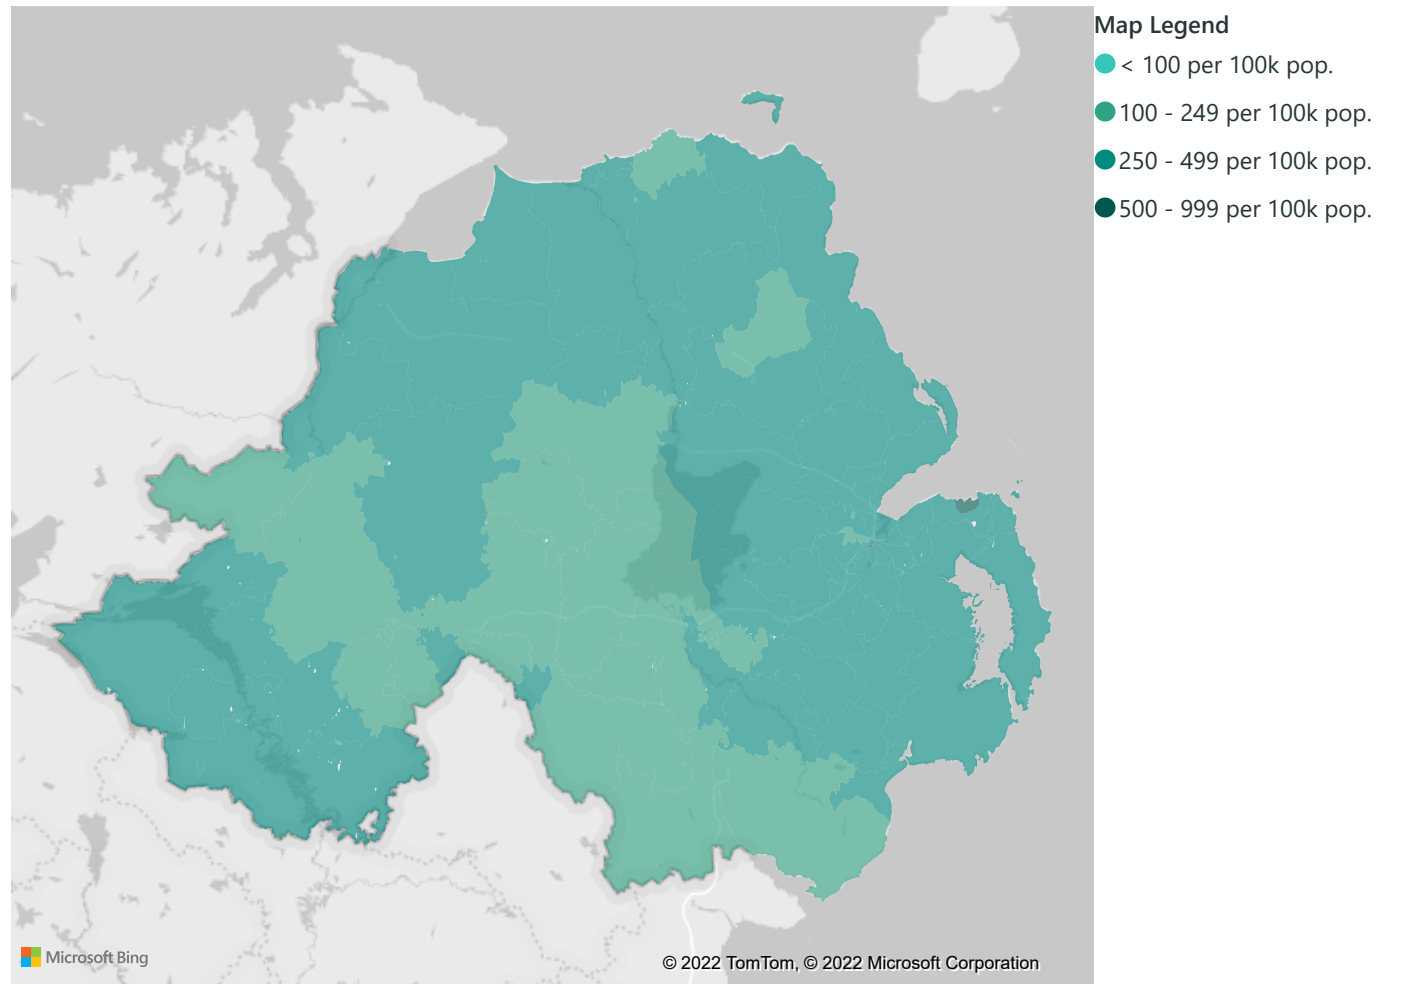 Map Legend
< 100 per 100k pop.
100 - 249 per 100k pop.
250 - 499 per 100k pop.
500 - 999 per 100k pop.
Microsoft Bing
© 2022 TomTom, © 2022 Microsoft Corporation